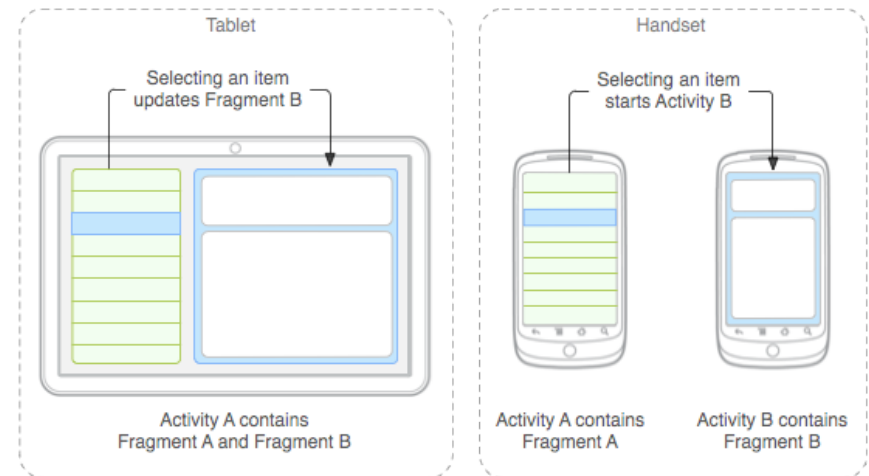 Tablet
Selecting an item
updates Fragment B
Activity A contains
Fragment A and Fragment B
Handset
Selecting an item
starts Activity B
Activity A contains
Fragment A
Activity B contains
Fragment B